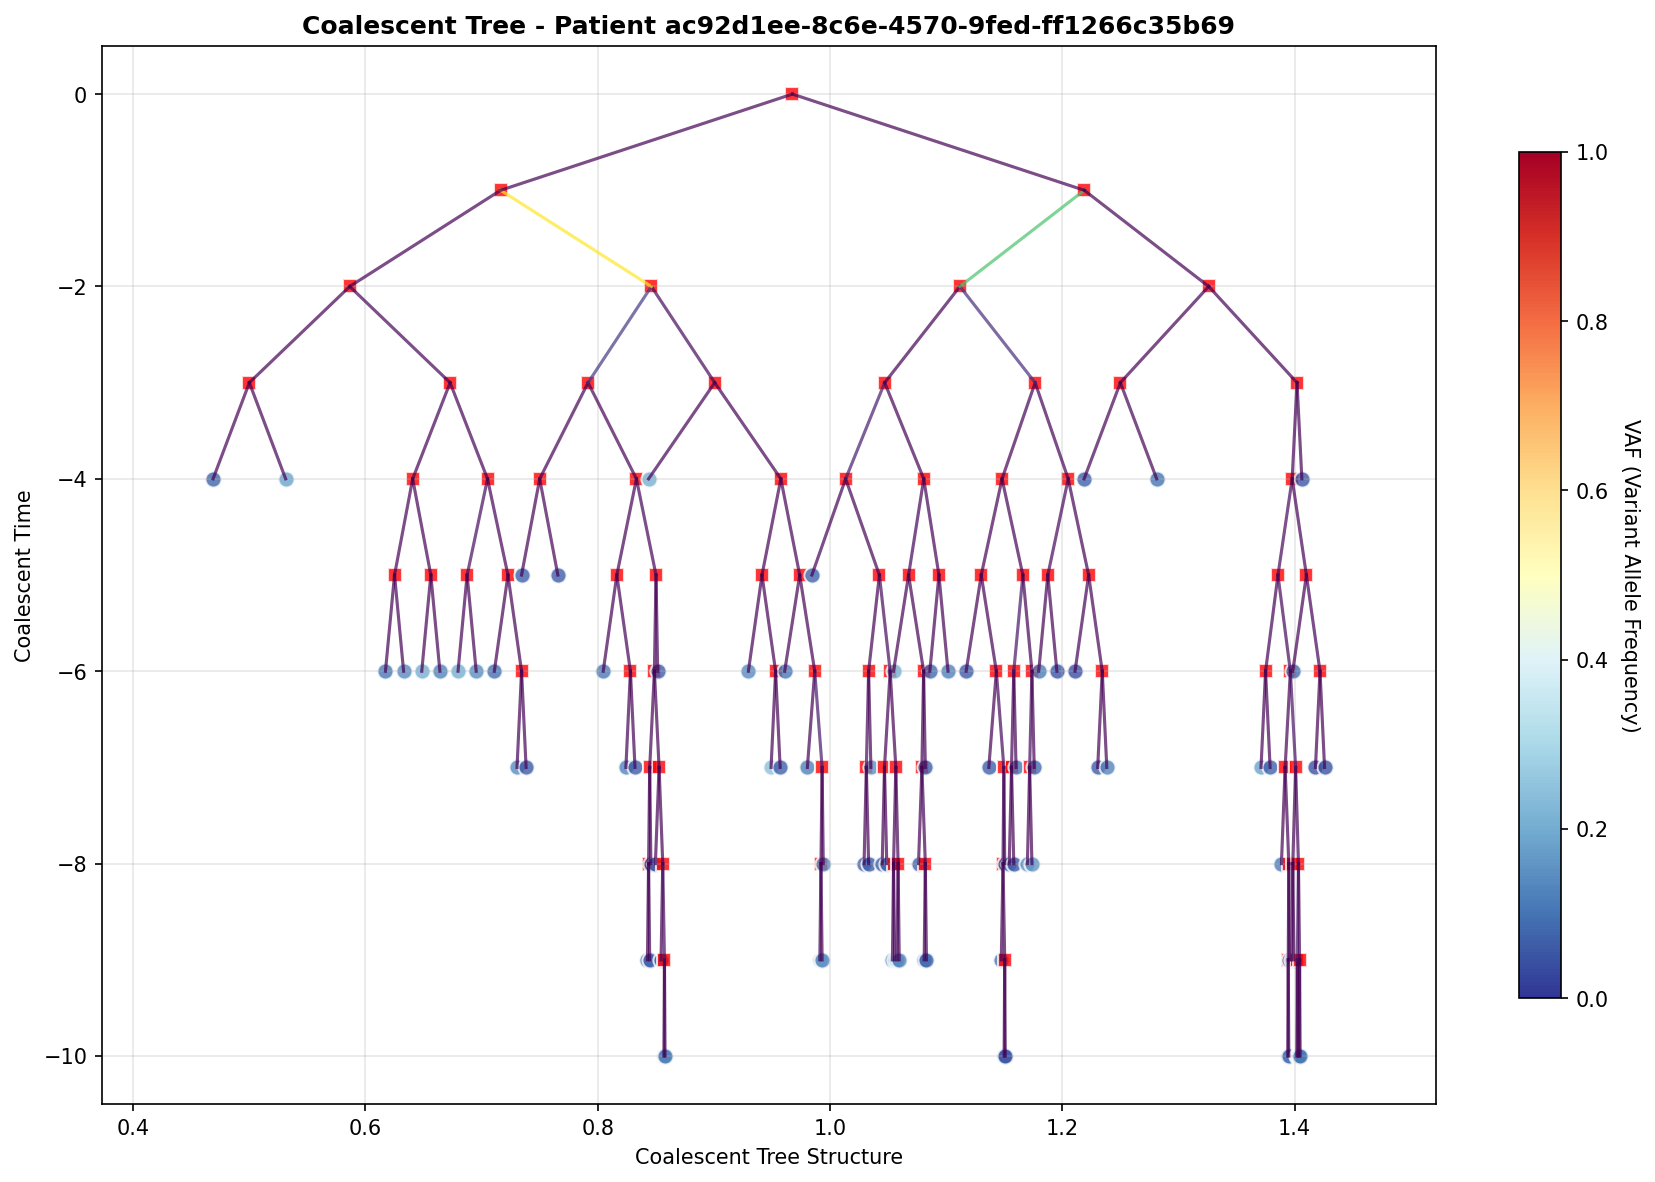 Coalescent Tree - Patient ac92d1ee-8c6e-4570-9fed-ff1266c35b69
0
−2
−4
−6
−8
−10
Coalescent Time
0.4 0.6 0.8 1.0 1.2 1.4
Coalescent Tree Structure
1.0
0.8
0.6
0.4
0.2
0.0
VAF (Variant Allele Frequency)